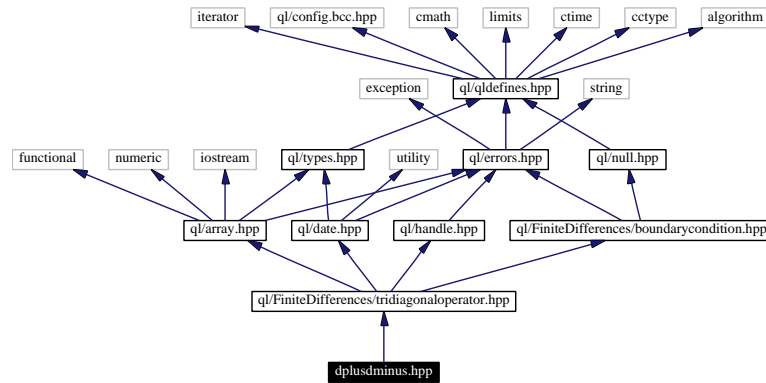 iterator ql/config.bcc.hpp cmath limits ctime cctype algorithm
exception ql/qldefines.hpp string
functional numeric iostream ql/types.hpp utility ql/errors.hpp ql/null.hpp
ql/array.hpp ql/date.hpp ql/handle.hpp ql/FiniteDifferences/boundarycondition.hpp
ql/FiniteDifferences/tridiagonaloperator.hpp
dplusdminus.hpp